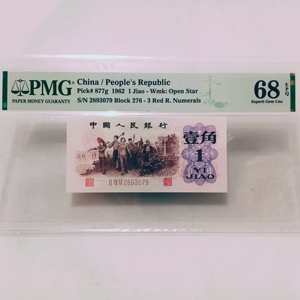 PMG
PAPER MONEY GUARANTY
China / People's Republic
Pick# 877g 1962 1 Jiao - Wmk: Open Star
S/N 2893079 Block 276 - 3 Red R. Numerals
68 EPQ
Superb Gem Unc
中国人民银行
壹角
1
YI
JIAO
2893079